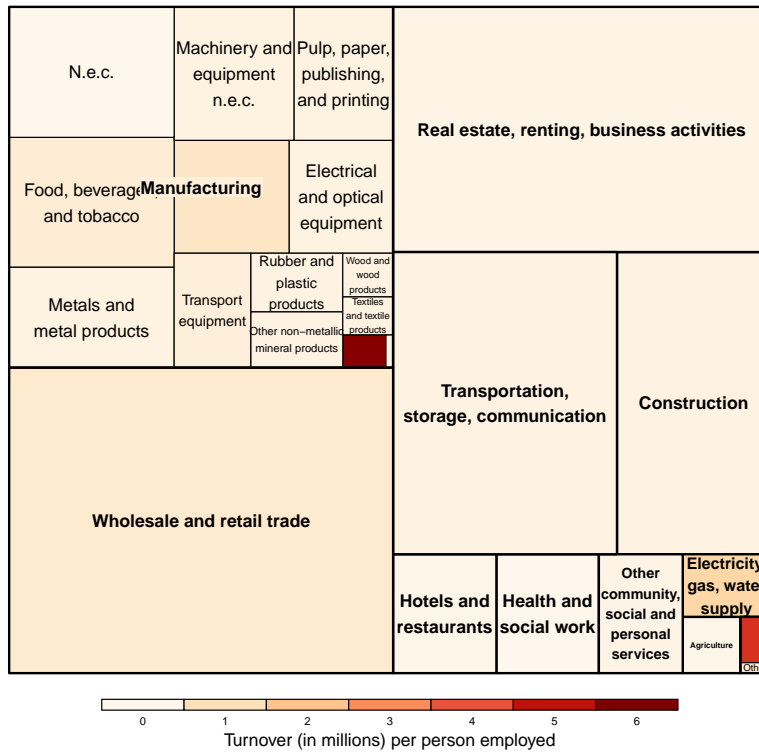 N.e.c.
Machinery and
equipment
n.e.c.
Pulp, paper,
publishing,
and printing
Real estate, renting, business activities
Food, beverage
and tobacco
Manufacturing
Electrical
and optical
equipment
Metals and
metal products
Transport
equipment
Rubber and
plastic
products
Wood and
wood
products
Textiles
and textile
products
Other non−metallic
mineral products
Transportation,
storage, communication
Construction
Wholesale and retail trade
Hotels and
restaurants
Health and
social work
Other
community,
social and
personal
services
Electricity,
gas, water
supply
Agriculture
Oth
0 1 2 3 4 5 6
Turnover (in millions) per person employed